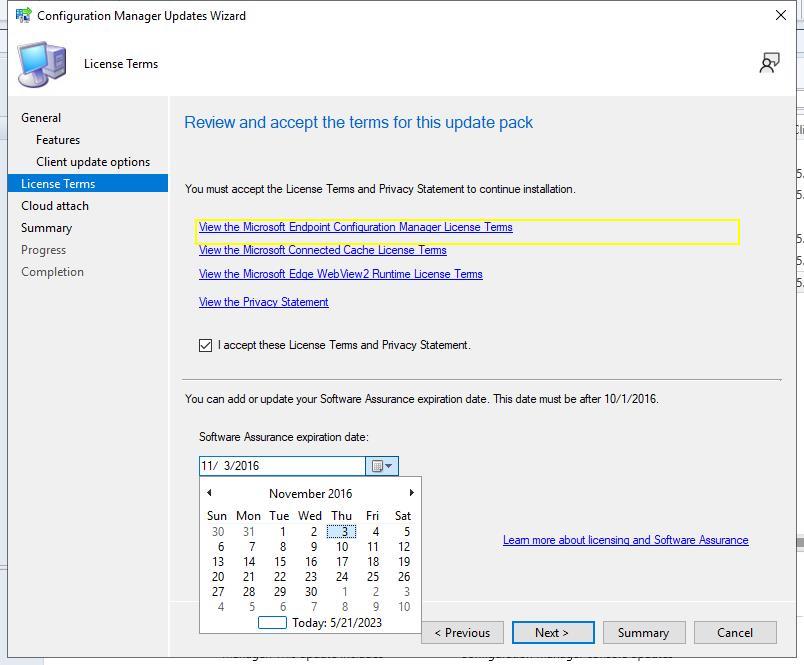 Configuration Manager Updates Wizard
License Terms
General
Features
Client update options
License Terms
Cloud attach
Summary
Progress
Completion
Review and accept the terms for this update pack
You must accept the License Terms and Privacy Statement to continue installation.
View the Microsoft Endpoint Configuration Manager License Terms
View the Microsoft Connected Cache License Terms
View the Microsoft Edge WebView2 Runtime License Terms
View the Privacy Statement
I accept these License Terms and Privacy Statement.
You can add or update your Software Assurance expiration date. This date must be after 10/1/2016.
Software Assurance expiration date:
11/ 3/2016
November 2016
Sun Mon Tue Wed Thu Fri Sat
30 31 1 2 3 4 5
6 7 8 9 10 11 12
13 14 15 16 17 18 19
20 21 22 23 24 25 26
27 28 29 30 1 2 3
4 5 6 7 8 9 10
Today: 5/21/2023
Learn more about licensing and Software Assurance
< Previous
Next >
Summary
Cancel